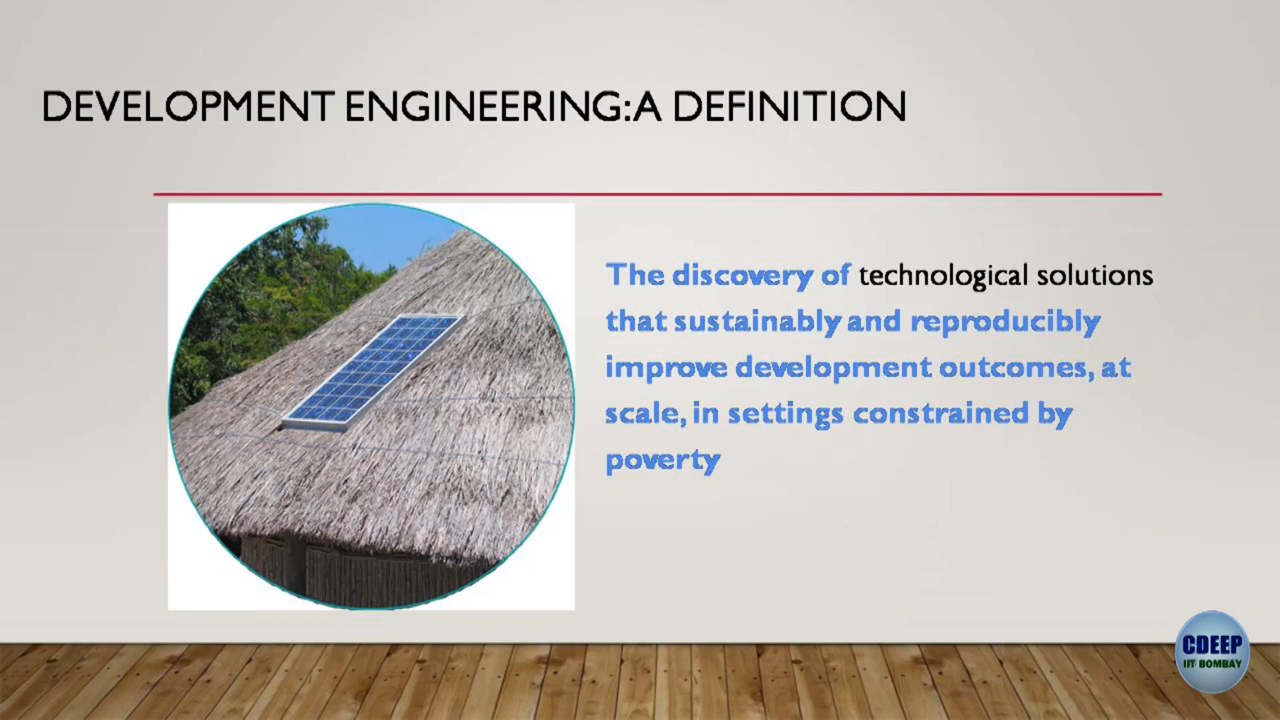 DEVELOPMENT ENGINEERING:A DEFINITION
The discovery of technological solutions
that sustainably and reproducibly
improve development outcomes, at
scale, in settings constrained by
poverty
CDEEP
IIT BOMBAY